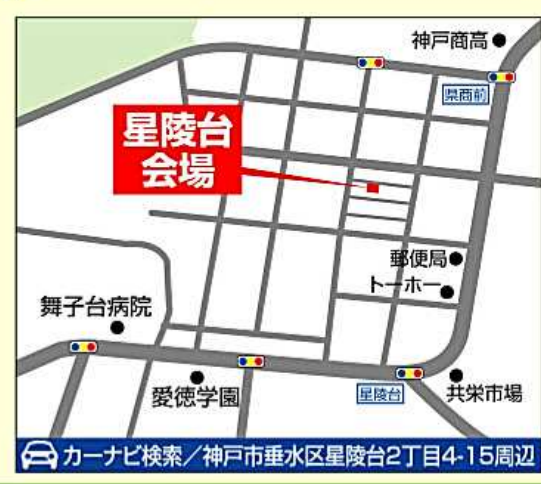 神戸商高
県商前
星陵台
会場
郵便局
トーホー
舞子台病院
愛徳学園
星陵台
共栄市場
カーナビ検索／神戸市垂水区星陵台2丁目4-15周辺